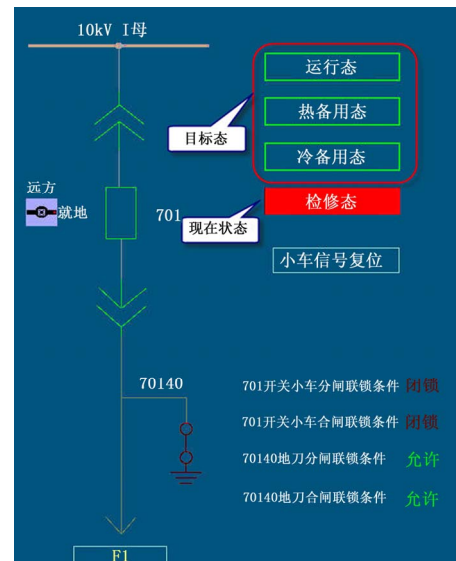 10kV I母
运行态
热备用态
目标态
冷备用态
远方
就地
701
检修态
现在状态
小车信号复位
70140
701开关小车分闸联锁条件 闭锁
701开关小车合闸联锁条件 闭锁
70140地刀分闸联锁条件 允许
70140地刀合闸联锁条件 允许
F1